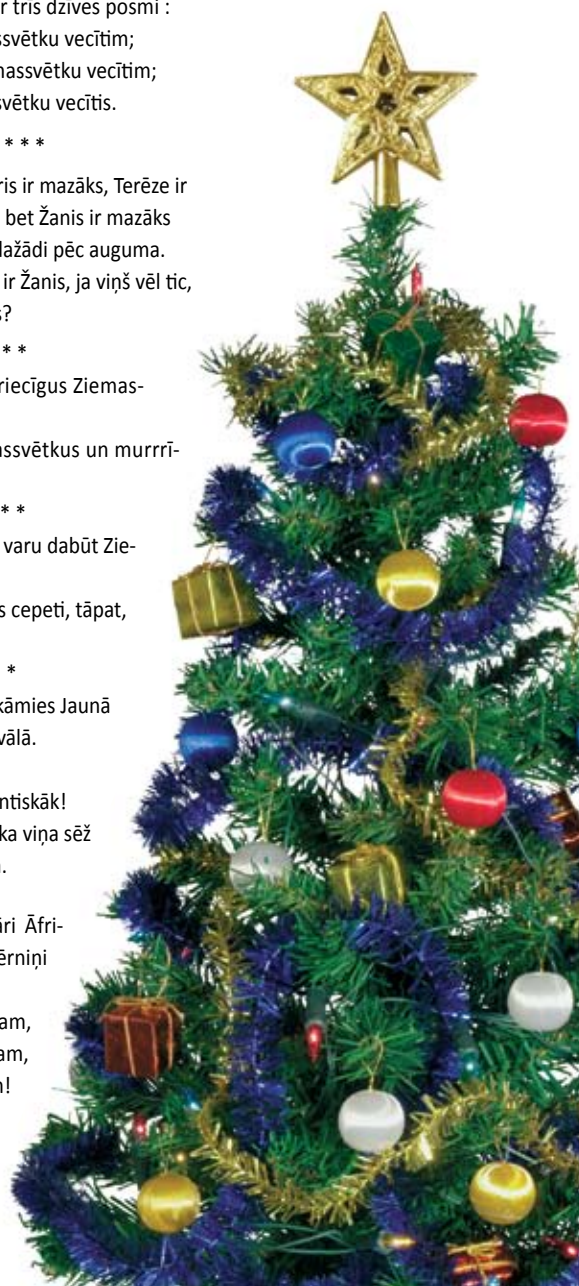 r trīs dzīves posmi :
ssvētku vecītim;
nassvētku vecītim;
svētku vecītis.
* * * *
ris ir mazāks, Terēze ir
bet Žanis ir mazāks
dažādi pēc auguma.
ir Žanis, ja viņš vēl tic,
s?
* *
riecīgus Ziemas-
assvētkus un murrrī-
* *
varu dabūt Zie-
s cepeti, tāpat,
*
kāmies Jaunā
vālā.
ntiskāk!
ka viņa sēž
āri Āfri-
ērniņi
am,
am,
!